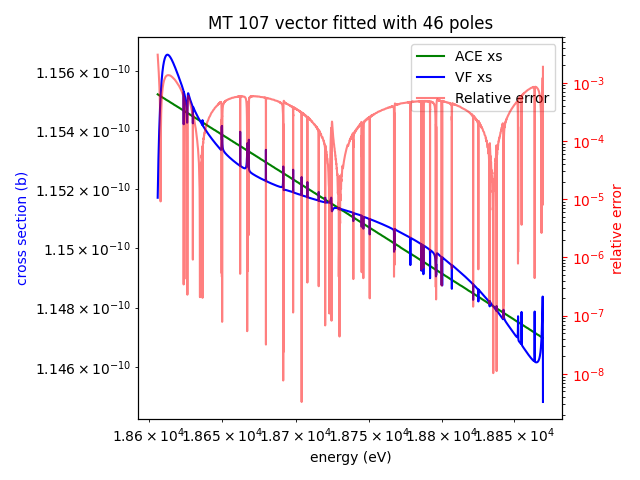 MT 107 vector fitted with 46 poles
ACE xs
VF xs
Relative error
1.156 × 10⁻¹⁰
1.154 × 10⁻¹⁰
1.152 × 10⁻¹⁰
1.15 × 10⁻¹⁰
1.148 × 10⁻¹⁰
1.146 × 10⁻¹⁰
cross section (b)
10⁻³
10⁻⁴
10⁻⁵
10⁻⁶
10⁻⁷
10⁻⁸
relative error
1.86 × 10⁴ 1.865 × 10⁴ 1.87 × 10⁴ 1.875 × 10⁴ 1.88 × 10⁴ 1.885 × 10⁴
energy (eV)